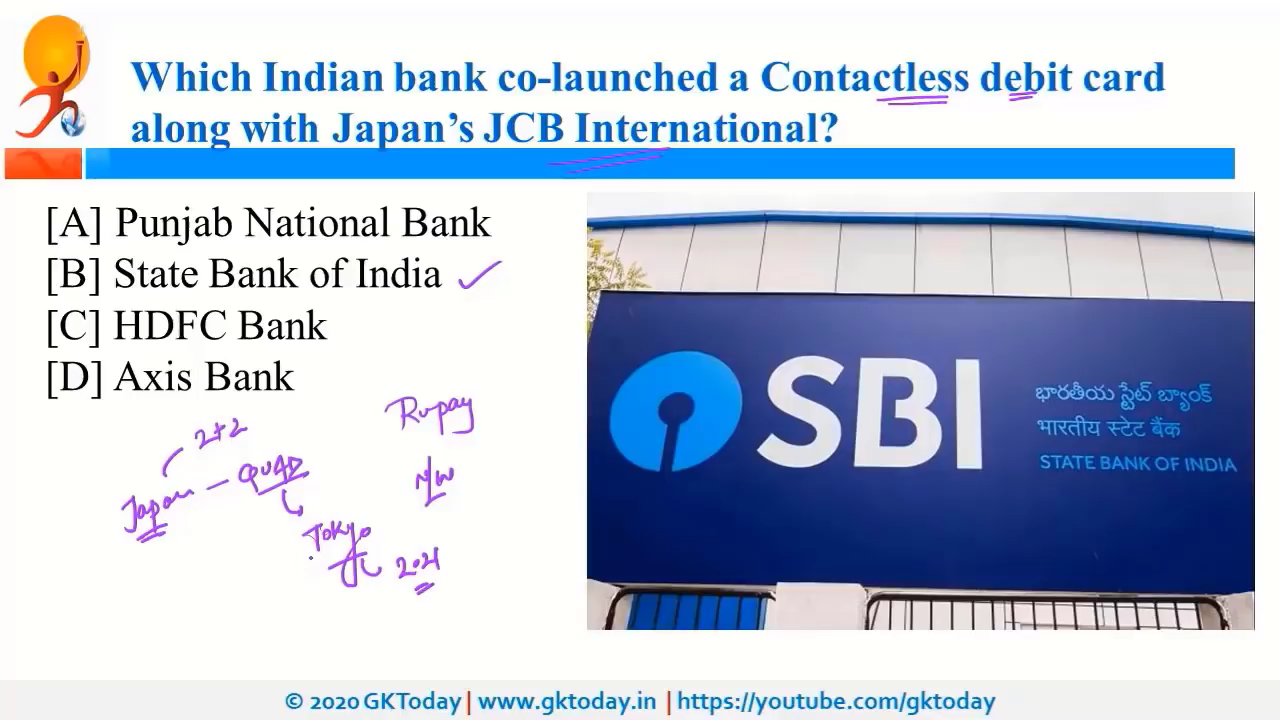 Which Indian bank co-launched a Contactless debit card
along with Japan's JCB International?
[A] Punjab National Bank
[B] State Bank of India
[C] HDFC Bank
[D] Axis Bank
2+2
Rupay
Japan - QUAD
N/W
Tokyo
2021
SBI
భారతీయ స్టేట్ బ్యాంక్
भारतीय स्टेट बैंक
STATE BANK OF INDIA
© 2020 GKToday | www.gktoday.in | https://youtube.com/gktoday